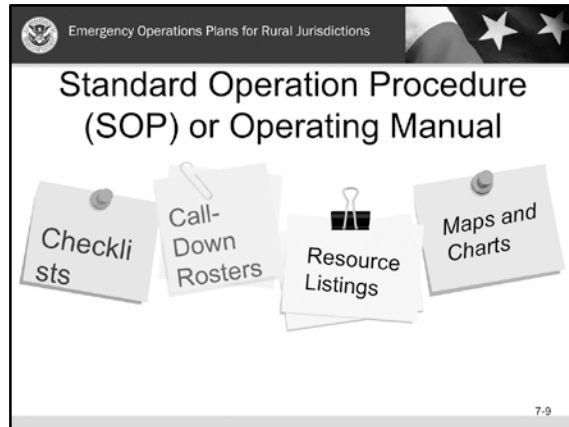 Emergency Operations Plans for Rural Jurisdictions
Standard Operation Procedure
(SOP) or Operating Manual
Checkli
sts
Call-
Down
Rosters
Resource
Listings
Maps and
Charts
7-9